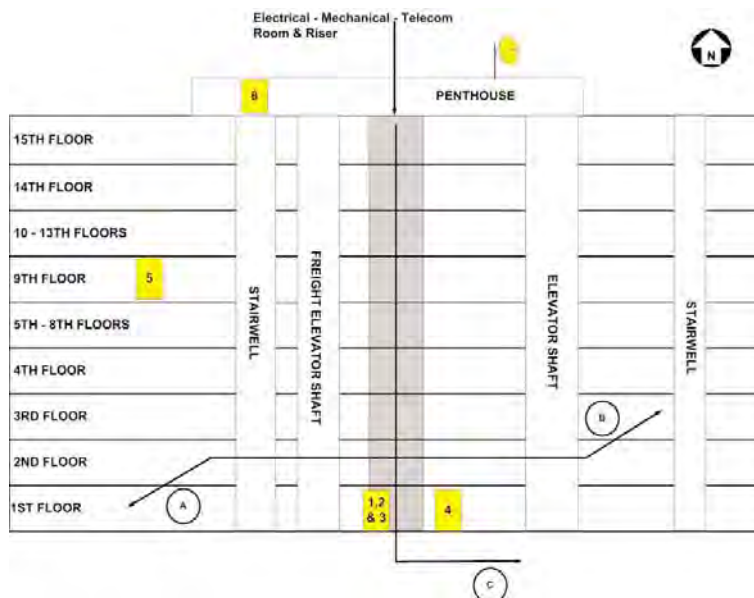 Electrical - Mechanical - Telecom
Room & Riser
N
6
PENTHOUSE
15TH FLOOR
14TH FLOOR
10 - 13TH FLOORS
9TH FLOOR
5
5TH - 8TH FLOORS
4TH FLOOR
3RD FLOOR
2ND FLOOR
1ST FLOOR
STAIRWELL
FREIGHT ELEVATOR SHAFT
ELEVATOR SHAFT
STAIRWELL
B
A
1,2
& 3
4
C